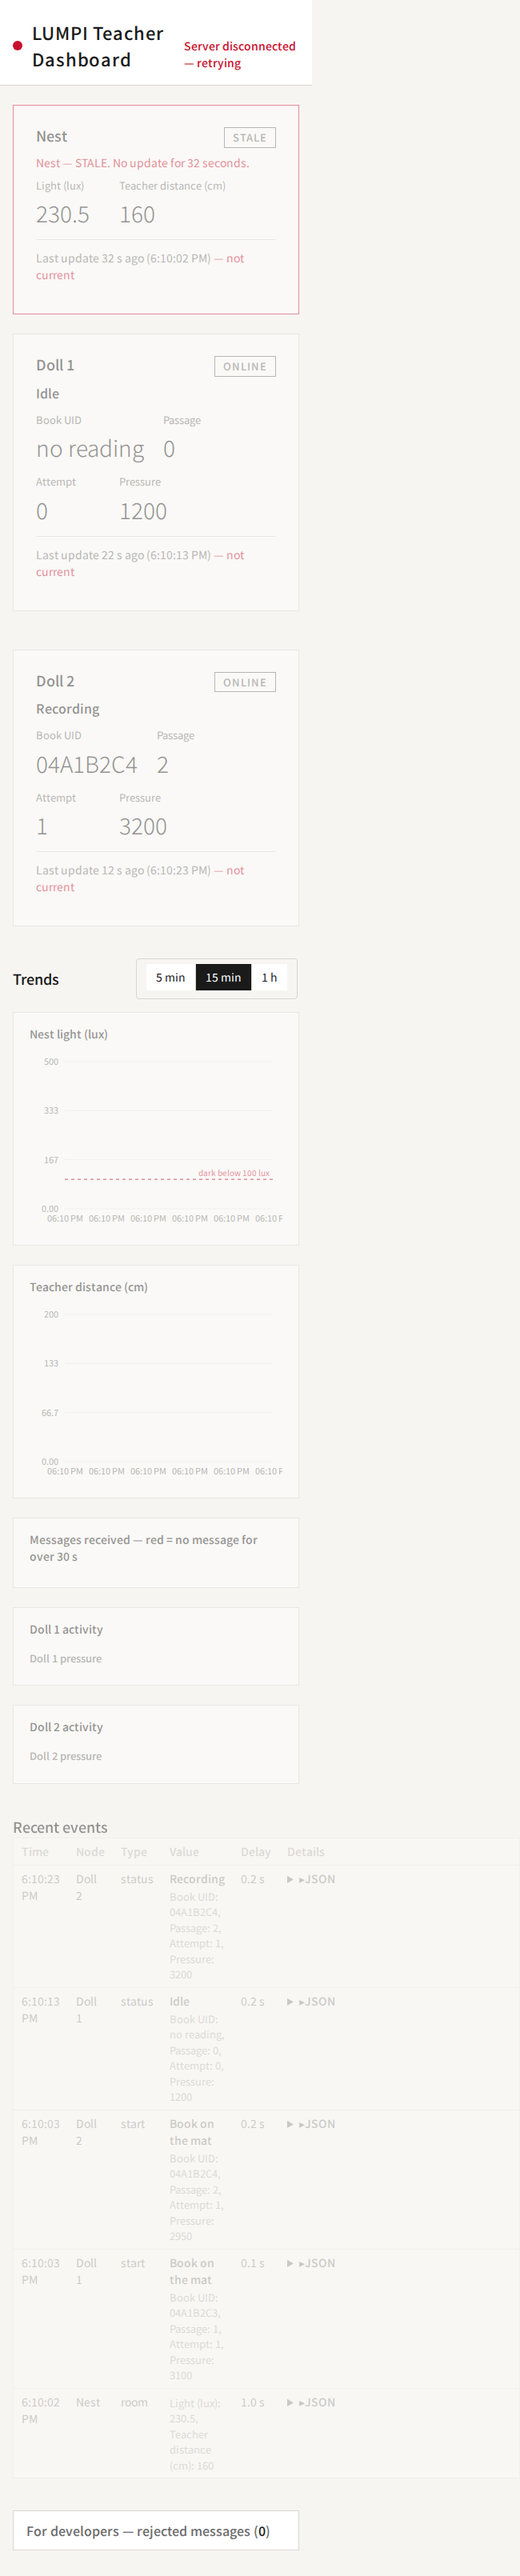 LUMPI Teacher
Dashboard
Server disconnected
— retrying
Nest
STALE
Nest — STALE. No update for 32 seconds.
Light (lux) Teacher distance (cm)
230.5 160
Last update 32 s ago (6:10:02 PM) — not
current
Doll 1
ONLINE
Idle
Book UID Passage
no reading 0
Attempt Pressure
0 1200
Last update 22 s ago (6:10:13 PM) — not
current
Doll 2
ONLINE
Recording
Book UID Passage
04A1B2C4 2
Attempt Pressure
1 3200
Last update 12 s ago (6:10:23 PM) — not
current
Trends
5 min 15 min 1 h
Nest light (lux)
500
333
167
dark below 100 lux
0.00
06:10 PM 06:10 PM 06:10 PM 06:10 PM 06:10 PM 06:10 F
Teacher distance (cm)
200
133
66.7
0.00
06:10 PM 06:10 PM 06:10 PM 06:10 PM 06:10 PM 06:10 F
Messages received — red = no message for
over 30 s
Doll 1 activity
Doll 1 pressure
Doll 2 activity
Doll 2 pressure
Recent events
Time Node Type Value Delay Details
6:10:23 Doll status Recording 0.2 s ▶ ▸JSON
PM 2 Book UID:
04A1B2C4,
Passage: 2,
Attempt: 1,
Pressure:
3200
6:10:13 Doll status Idle 0.2 s ▶ ▸JSON
PM 1 Book UID:
no reading,
Passage: 0,
Attempt: 0,
Pressure:
1200
6:10:03 Doll start Book on 0.2 s ▶ ▸JSON
PM 2 the mat
Book UID:
04A1B2C4,
Passage: 2,
Attempt: 1,
Pressure:
2950
6:10:03 Doll start Book on 0.1 s ▶ ▸JSON
PM 1 the mat
Book UID:
04A1B2C3,
Passage: 1,
Attempt: 1,
Pressure:
3100
6:10:02 Nest room Light (lux): 1.0 s ▶ ▸JSON
PM 230.5,
Teacher
distance
(cm): 160
For developers — rejected messages (0)